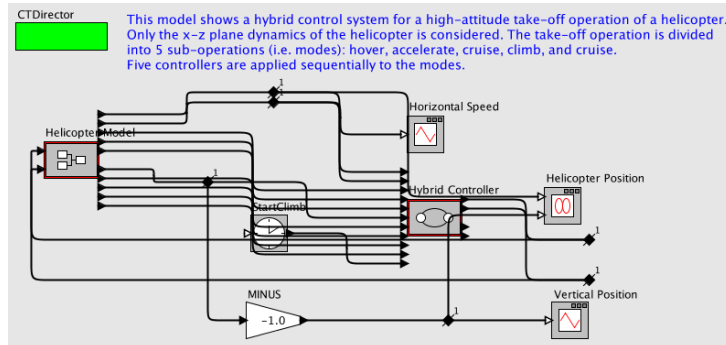 CTDirector
This model shows a hybrid control system for a high-attitude take-off operation of a helicopter.
Only the x-z plane dynamics of the helicopter is considered. The take-off operation is divided
into 5 sub-operations (i.e. modes): hover, accelerate, cruise, climb, and cruise.
Five controllers are applied sequentially to the modes.
1
1
Horizontal Speed
Helicopter Model
1
Helicopter Position
Hybrid Controller
StartClimb
1
1
MINUS
-1.0
1
Vertical Position